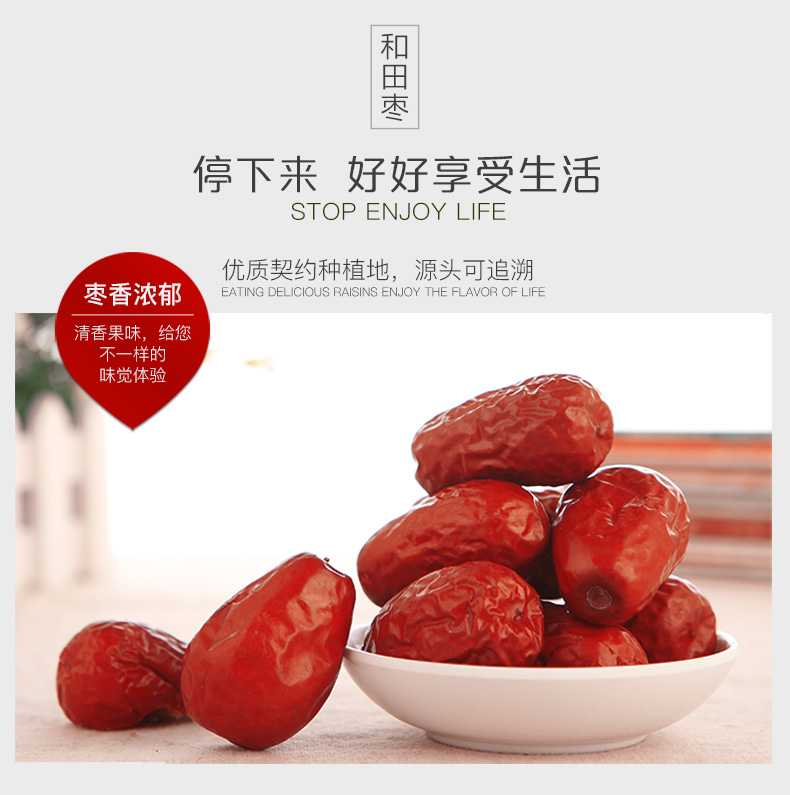 和田枣
停下来 好好享受生活
STOP ENJOY LIFE
优质契约种植地，源头可追溯
EATING DELICIOUS RAISINS ENJOY THE FLAVOR OF LIFE
枣香浓郁
清香果味，给您
不一样的
味觉体验